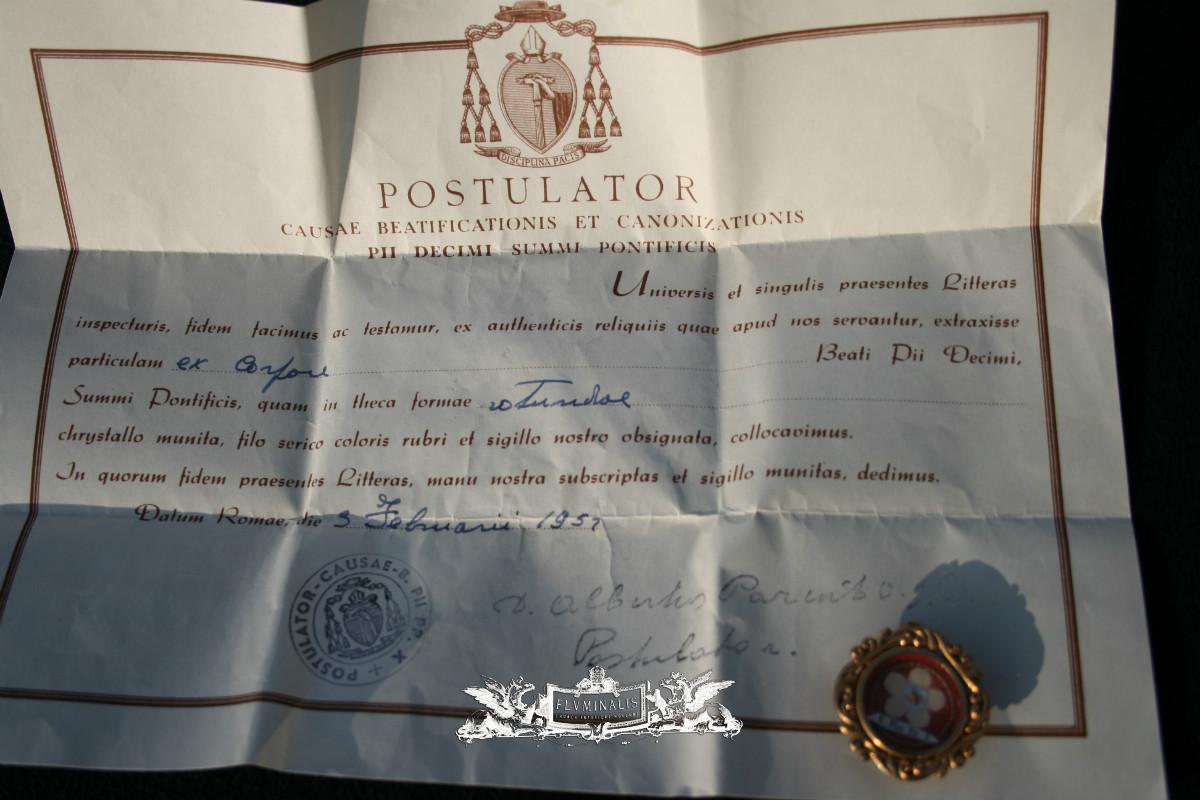 DISCIPLINA PACIS
POSTULATOR
CAUSAE BEATIFICATIONIS ET CANONIZATIONIS
PII DECIMI SUMMI PONTIFICIS
Universis et singulis praesentes Litteras
inspecturis, fidem facimus ac testamur, ex authenticis reliquiis quae apud nos servantur, extraxisse
particulam ex Corpore Beati Pii Decimi,
Summi Pontificis, quam in theca formae rotundae
chrystallo munita, filo serico coloris rubri et sigillo nostro obsignata, collocavimus.
In quorum fidem praesentes Litteras, manu nostra subscriptas et sigillo munitas, dedimus.
Datum Romae, die 3 Februarii 1952
POSTULATOR-CAUSAE-B. PII PP. X
D. Albertus Parenti
Postulator.
FLVMINALIS